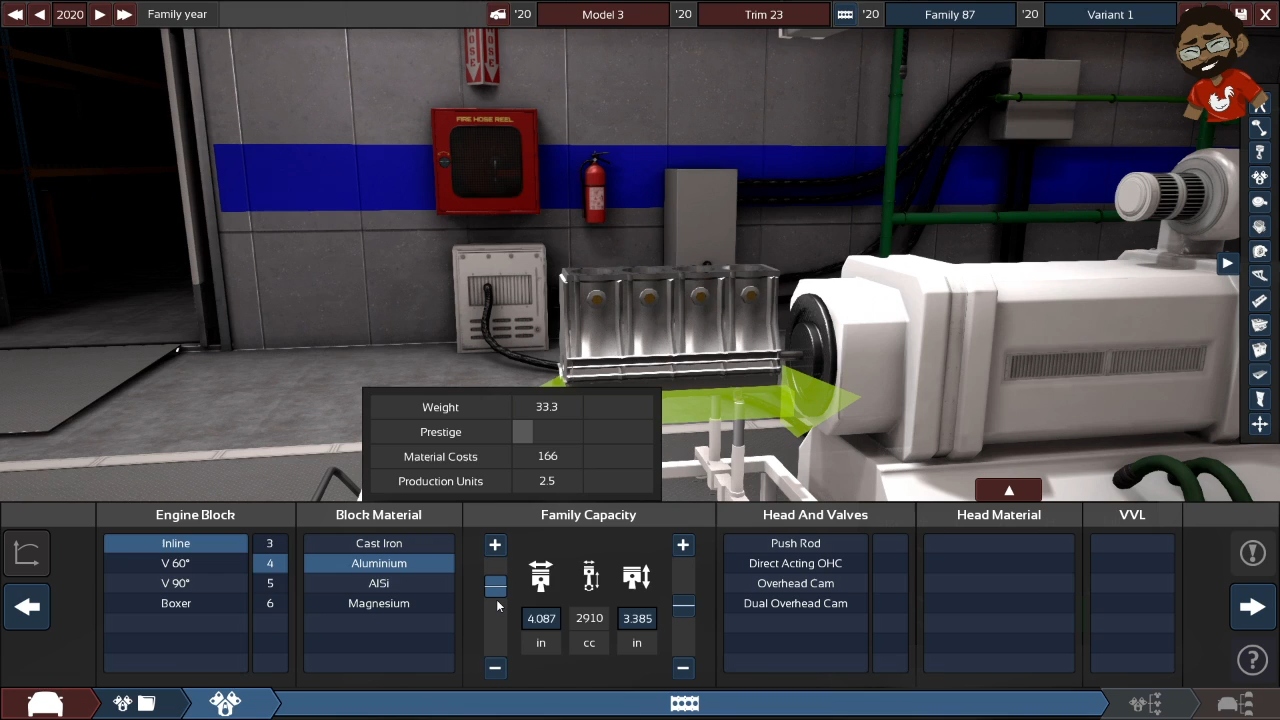 2020 Family year '20 Model 3 '20 Trim 23 '20 Family 87 '20 Variant 1
HOSE
FIRE HOSE REEL
Weight 33.3
Prestige
Material Costs 166
Production Units 2.5
Engine Block Block Material Family Capacity Head And Valves Head Material VVL
Inline 3 Cast Iron + + Push Rod
V 60° 4 Aluminium Direct Acting OHC
V 90° 5 AlSi Overhead Cam
Boxer 6 Magnesium Dual Overhead Cam
4.087 2910 3.385
in cc in
- -